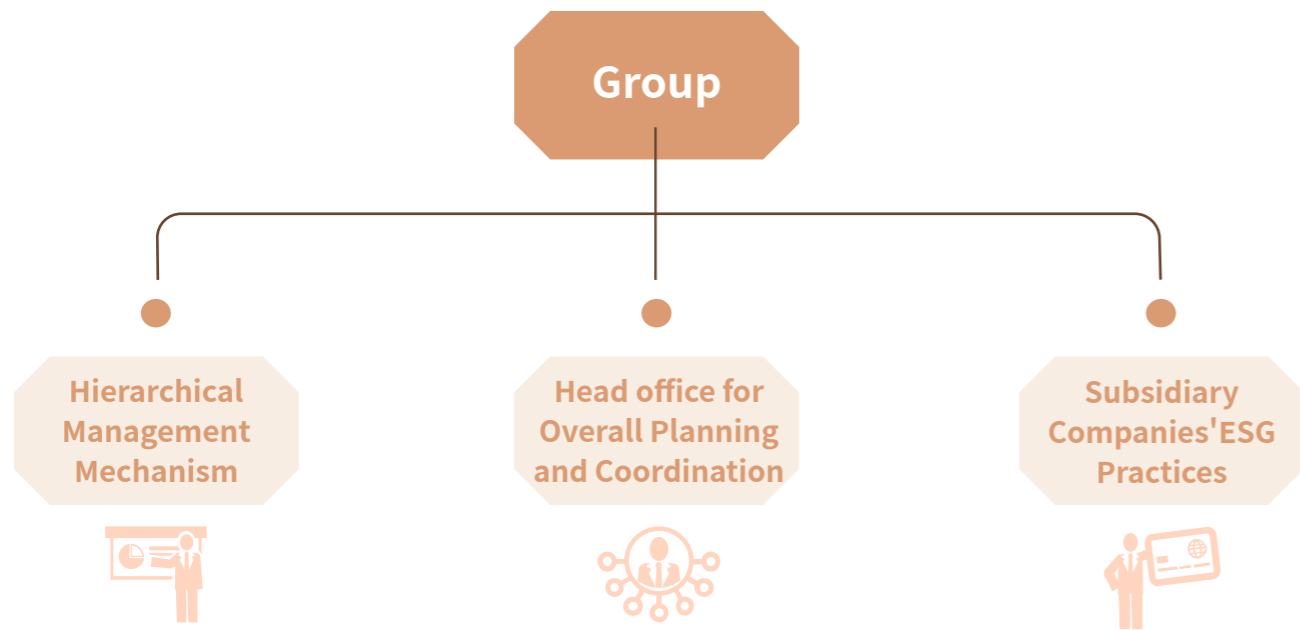 Group
Hierarchical
Management
Mechanism
Head office for
Overall Planning
and Coordination
Subsidiary
Companies'ESG
Practices